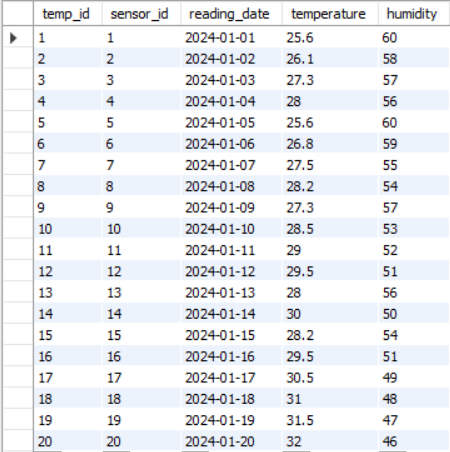 temp_id sensor_id reading_date temperature humidity
1 1 2024-01-01 25.6 60
2 2 2024-01-02 26.1 58
3 3 2024-01-03 27.3 57
4 4 2024-01-04 28 56
5 5 2024-01-05 25.6 60
6 6 2024-01-06 26.8 59
7 7 2024-01-07 27.5 55
8 8 2024-01-08 28.2 54
9 9 2024-01-09 27.3 57
10 10 2024-01-10 28.5 53
11 11 2024-01-11 29 52
12 12 2024-01-12 29.5 51
13 13 2024-01-13 28 56
14 14 2024-01-14 30 50
15 15 2024-01-15 28.2 54
16 16 2024-01-16 29.5 51
17 17 2024-01-17 30.5 49
18 18 2024-01-18 31 48
19 19 2024-01-19 31.5 47
20 20 2024-01-20 32 46